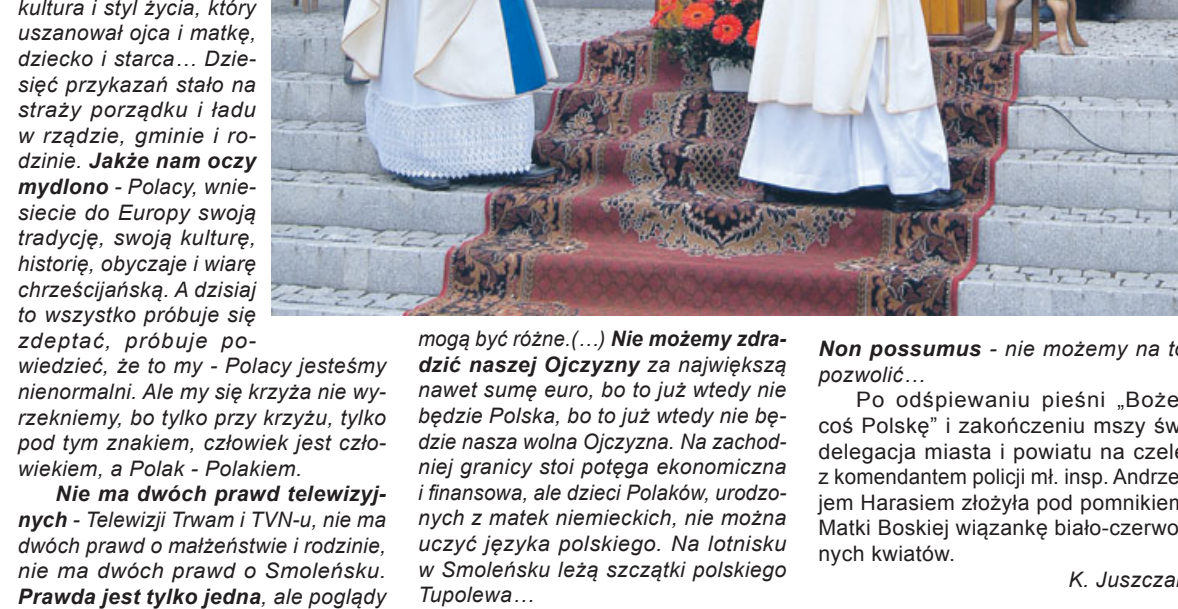 kultura i styl życia, który
uszanował ojca i matkę,
dziecko i starca… Dzie-
sięć przykazań stało na
straży porządku i ładu
w rządzie, gminie i ro-
dzinie. Jakże nam oczy
mydlono - Polacy, wnie-
siecie do Europy swoją
tradycję, swoją kulturę,
historię, obyczaje i wiarę
chrześcijańską. A dzisiaj
to wszystko próbuje się
zdeptać, próbuje po-
wiedzieć, że to my - Polacy jesteśmy
nienormalni. Ale my się krzyża nie wy-
rzekniemy, bo tylko przy krzyżu, tylko
pod tym znakiem, człowiek jest czło-
wiekiem, a Polak - Polakiem.
Nie ma dwóch prawd telewizyj-
nych - Telewizji Trwam i TVN-u, nie ma
dwóch prawd o małżeństwie i rodzinie,
nie ma dwóch prawd o Smoleńsku.
Prawda jest tylko jedna, ale poglądy
mogą być różne.(…) Nie możemy zdra-
dzić naszej Ojczyzny za największą
nawet sumę euro, bo to już wtedy nie
będzie Polska, bo to już wtedy nie bę-
dzie nasza wolna Ojczyzna. Na zachod-
niej granicy stoi potęga ekonomiczna
i finansowa, ale dzieci Polaków, urodzo-
nych z matek niemieckich, nie można
uczyć języka polskiego. Na lotnisku
w Smoleńsku leżą szczątki polskiego
Tupolewa…
Non possumus - nie możemy na to
pozwolić…
Po odśpiewaniu pieśni „Boże
coś Polskę” i zakończeniu mszy św
delegacja miasta i powiatu na czele
z komendantem policji mł. insp. Andrze
jem Harasiem złożyła pod pomnikiem
Matki Boskiej wiązankę biało-czerwo
nych kwiatów.
K. Juszczak